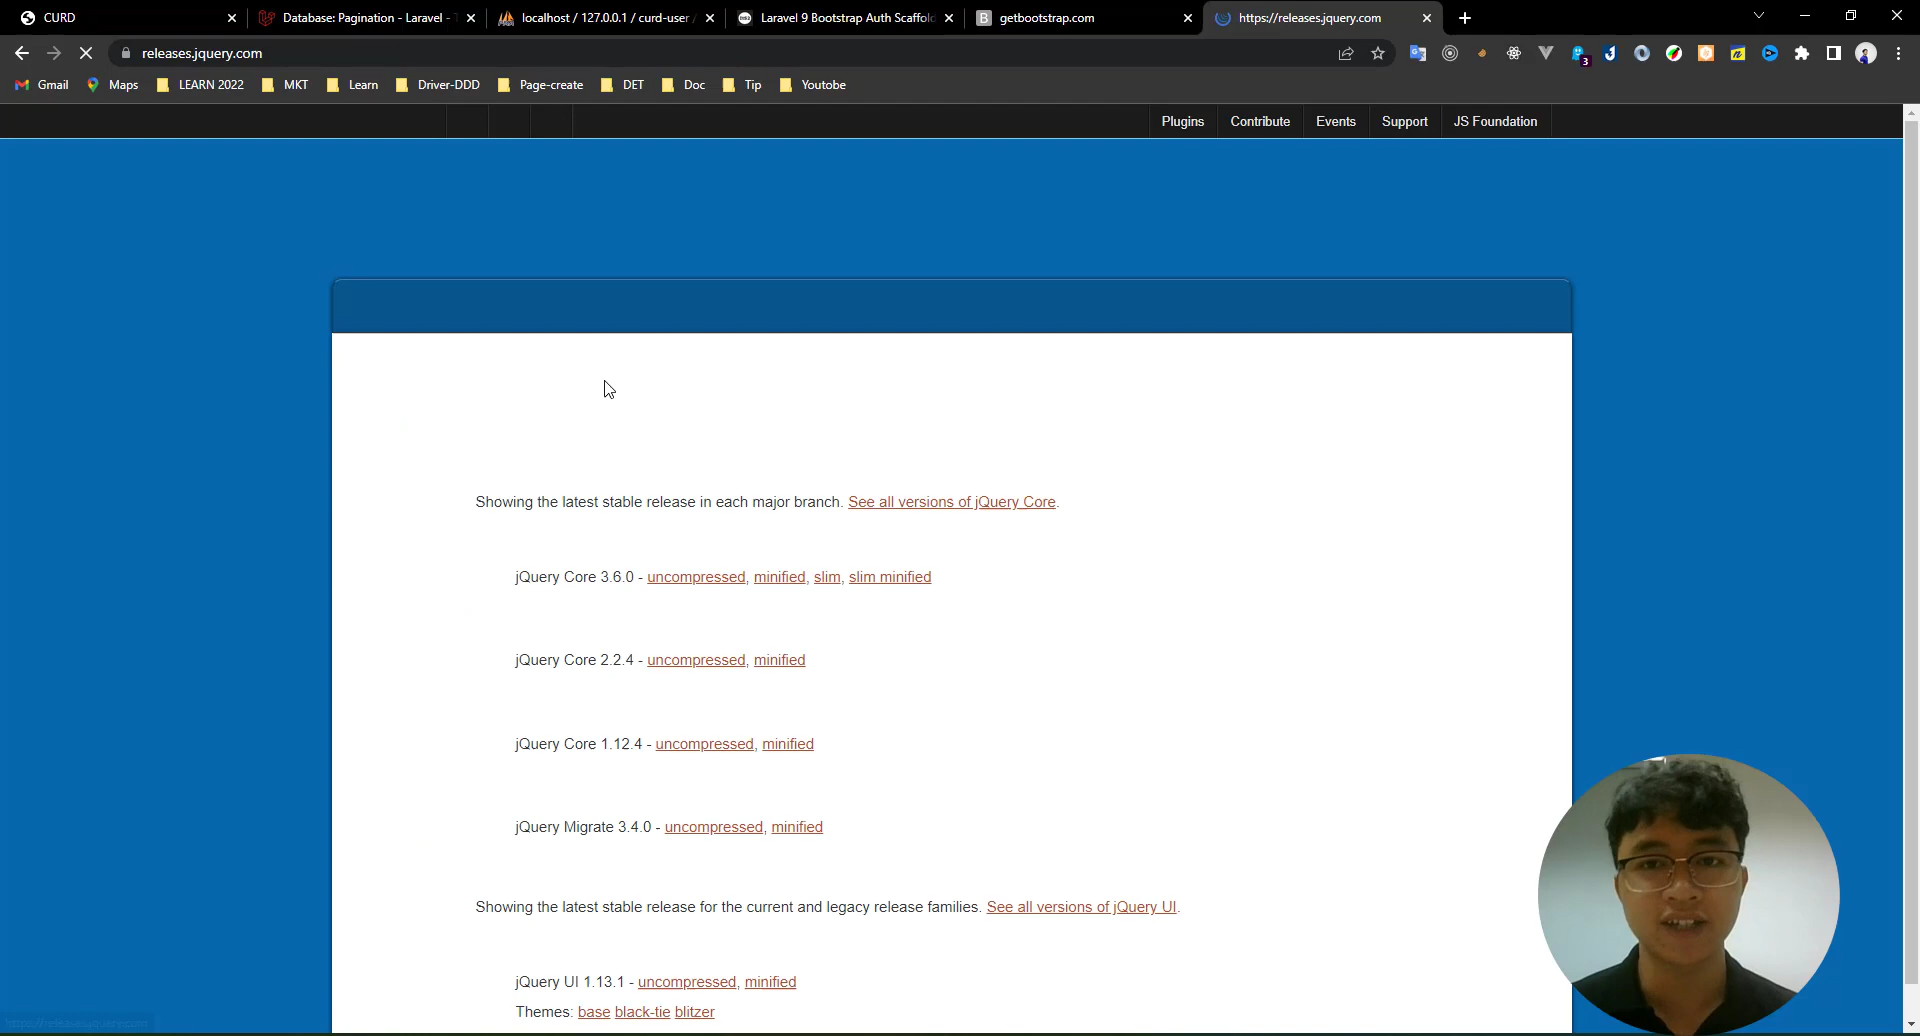 CURD
Database: Pagination - Laravel - T
localhost / 127.0.0.1 / curd-user /
Laravel 9 Bootstrap Auth Scaffold
getbootstrap.com
https://releases.jquery.com
releases.jquery.com
3
Gmail
Maps
LEARN 2022
MKT
Learn
Driver-DDD
Page-create
DET
Doc
Tip
Youtube
Plugins
Contribute
Events
Support
JS Foundation
Showing the latest stable release in each major branch. See all versions of jQuery Core.
jQuery Core 3.6.0 - uncompressed, minified, slim, slim minified
jQuery Core 2.2.4 - uncompressed, minified
jQuery Core 1.12.4 - uncompressed, minified
jQuery Migrate 3.4.0 - uncompressed, minified
Showing the latest stable release for the current and legacy release families. See all versions of jQuery UI.
jQuery UI 1.13.1 - uncompressed, minified
Themes: base black-tie blitzer